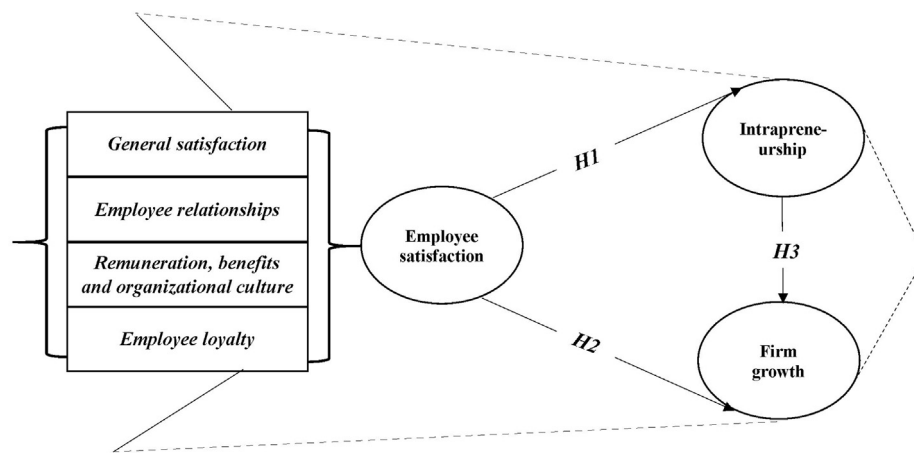 General satisfaction
Employee relationships
Remuneration, benefits
and organizational culture
Employee loyalty
Employee
satisfaction
H1
H2
Intraprene-
urship
H3
Firm
growth